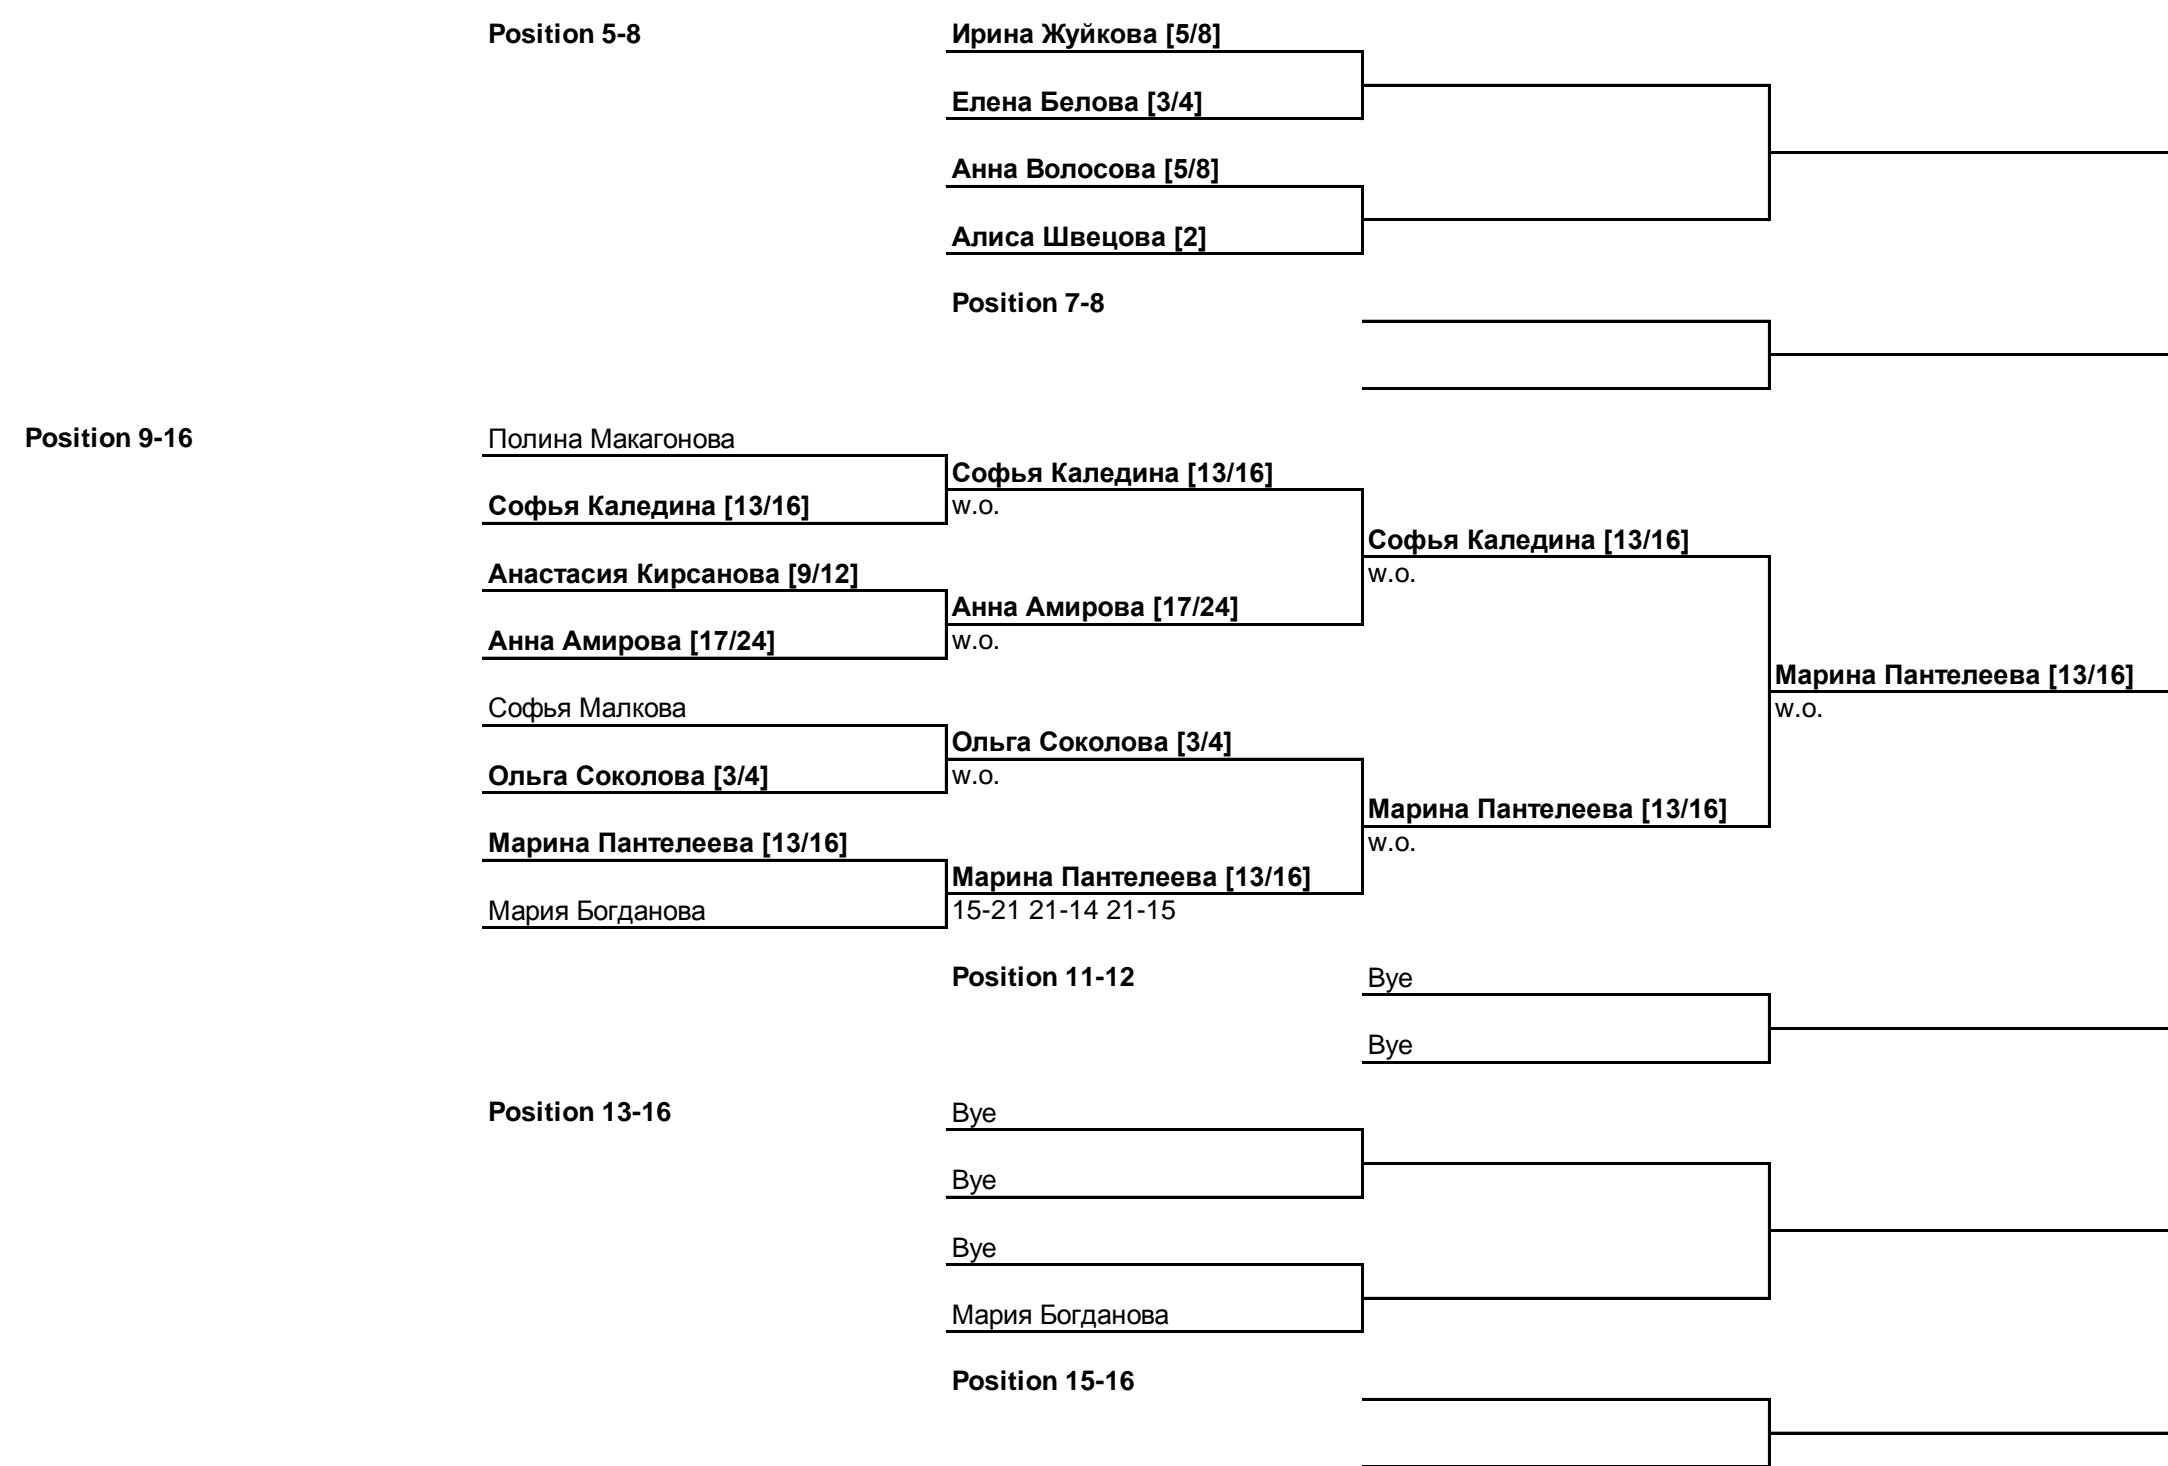 Position 5-8
Ирина Жуйкова [5/8]
Елена Белова [3/4]
Анна Волосова [5/8]
Алиса Швецова [2]
Position 7-8
Position 9-16
Полина Макагонова
Софья Каледина [13/16]
Софья Каледина [13/16]
w.o.
Софья Каледина [13/16]
w.o.
Анастасия Кирсанова [9/12]
Анна Амирова [17/24]
Анна Амирова [17/24]
w.o.
Марина Пантелеева [13/16]
w.o.
Софья Малкова
Ольга Соколова [3/4]
Ольга Соколова [3/4]
w.o.
Марина Пантелеева [13/16]
w.o.
Марина Пантелеева [13/16]
Марина Пантелеева [13/16]
Мария Богданова
15-21 21-14 21-15
Position 11-12
Bye
Bye
Position 13-16
Bye
Bye
Bye
Мария Богданова
Position 15-16